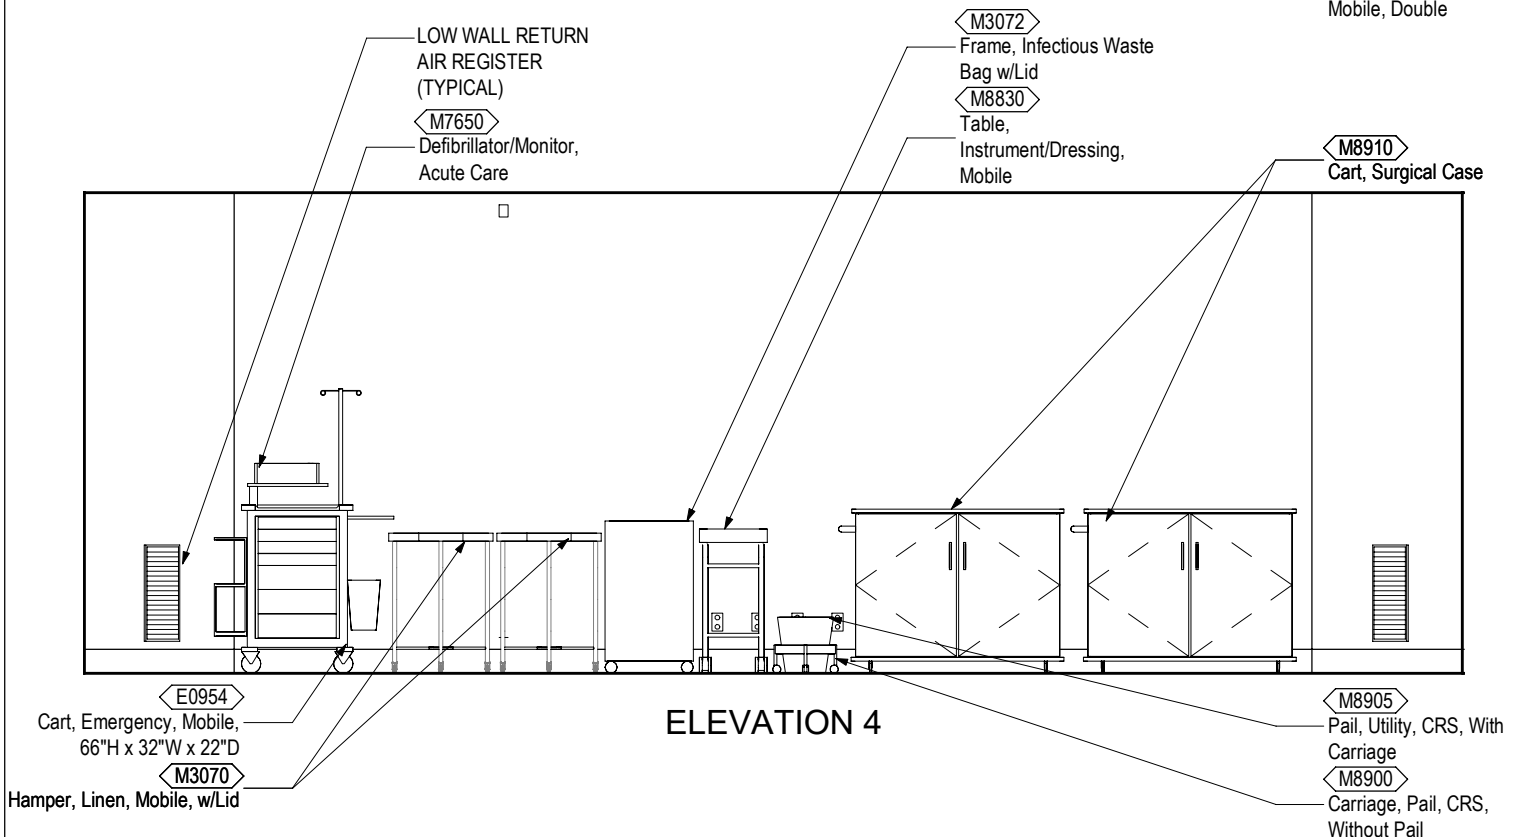 Mobile, Double
LOW WALL RETURN
AIR REGISTER
(TYPICAL)
M7650
Defibrillator/Monitor,
Acute Care
M3072
Frame, Infectious Waste
Bag w/Lid
M8830
Table,
Instrument/Dressing,
Mobile
M8910
Cart, Surgical Case
E0954
Cart, Emergency, Mobile,
66"H x 32"W x 22"D
M3070
Hamper, Linen, Mobile, w/Lid
ELEVATION 4
M8905
Pail, Utility, CRS, With
Carriage
M8900
Carriage, Pail, CRS,
Without Pail